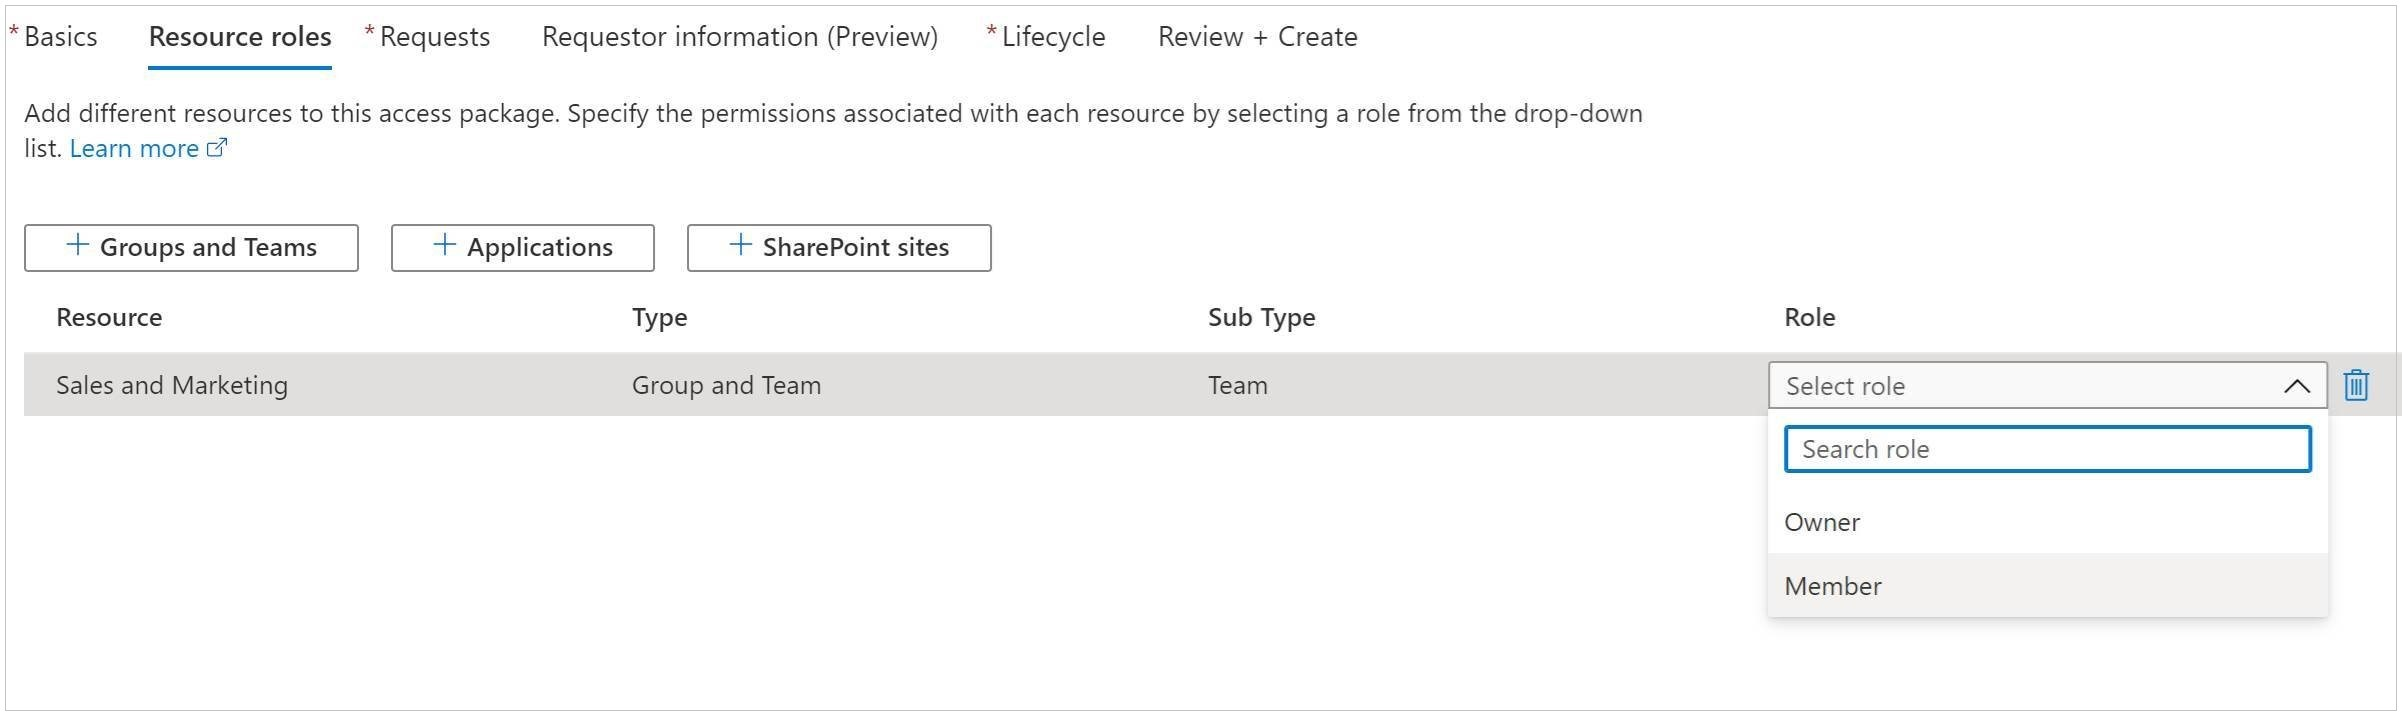 * Basics Resource roles * Requests Requestor information (Preview) * Lifecycle Review + Create
Add different resources to this access package. Specify the permissions associated with each resource by selecting a role from the drop-down
list. Learn more
+ Groups and Teams + Applications + SharePoint sites
Resource Type Sub Type Role
Sales and Marketing Group and Team Team Select role
Search role
Owner
Member